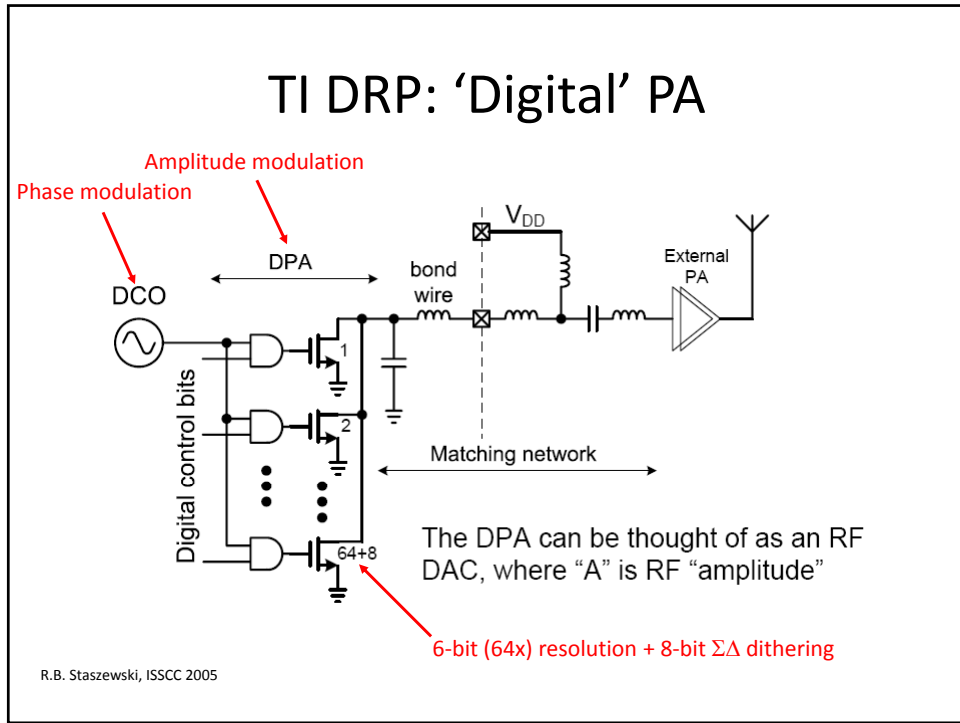 TI DRP: ‘Digital’ PA
Amplitude modulation
Phase modulation
DPA
DCO
bond
wire
V_DD
External
PA
Digital control bits
1
2
64+8
Matching network
The DPA can be thought of as an RF
DAC, where “A” is RF “amplitude”
6-bit (64x) resolution + 8-bit ΣΔ dithering
R.B. Staszewski, ISSCC 2005